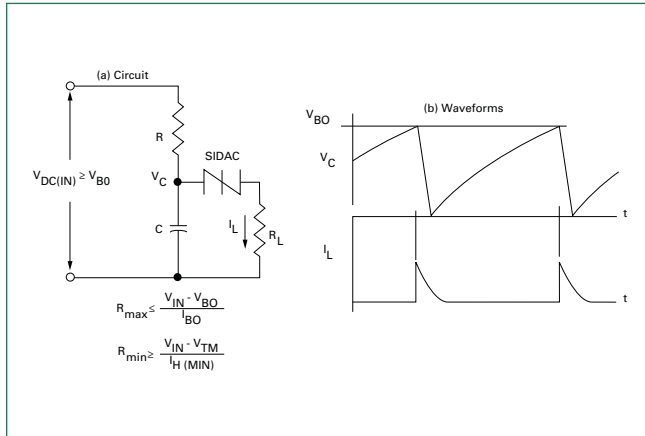 (a) Circuit
R
SIDAC
V_DC(IN) ≥ V_B0
V_C
C
I_L
R_L
R_max ≤ (V_IN - V_BO) / I_BO
R_min ≥ (V_IN - V_TM) / I_H (MIN)
(b) Waveforms
V_BO
V_C
t
I_L
t